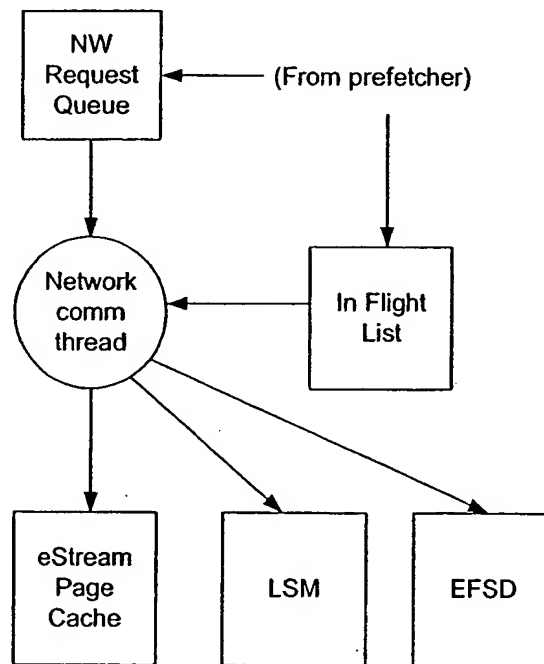 NW
Request
Queue
(From prefetcher)
Network
comm
thread
In Flight
List
eStream
Page
Cache
LSM
EFSD